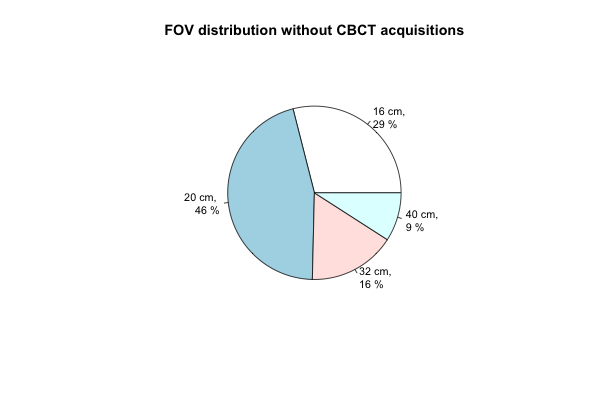 FOV distribution without CBCT acquisitions
16 cm,
29 %
20 cm,
46 %
40 cm,
9 %
32 cm,
16 %